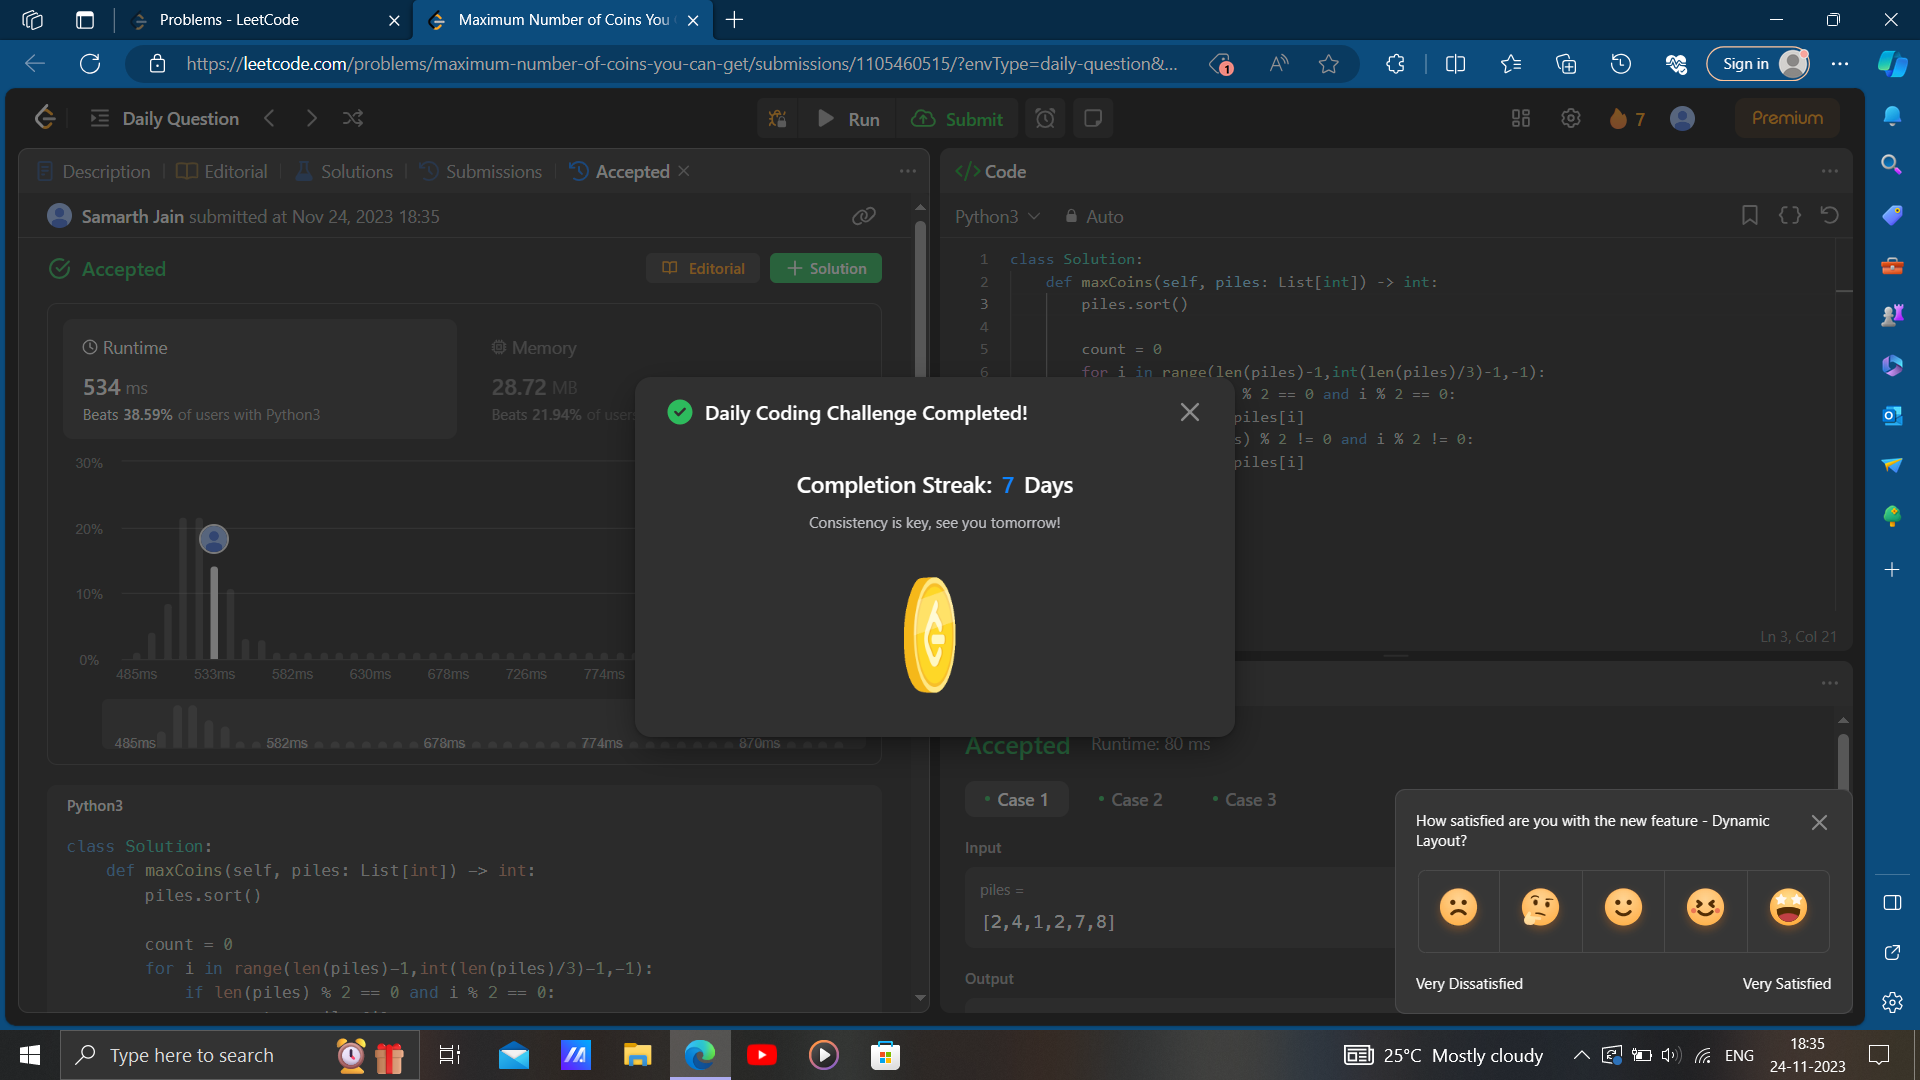 Problems - LeetCode
Maximum Number of Coins You
https://leetcode.com/problems/maximum-number-of-coins-you-can-get/submissions/1105460515/?envType=daily-question&...
1
Sign in
Daily Question
Run
Submit
7
Premium
Description
Editorial
Solutions
Submissions
Accepted
Samarth Jain submitted at Nov 24, 2023 18:35
Accepted
Editorial
Solution
Runtime
534 ms
Beats 38.59% of users with Python3
Memory
28.72 MB
Beats 21.94% of users
30%
20%
10%
0%
485ms
533ms
582ms
630ms
678ms
726ms
774ms
485ms
582ms
678ms
774ms
870ms
Python3
class Solution:
def maxCoins(self, piles: List[int]) -> int:
piles.sort()
count = 0
for i in range(len(piles)-1,int(len(piles)/3)-1,-1):
if len(piles) % 2 == 0 and i % 2 == 0:
Code
Python3
Auto
1 class Solution:
2 def maxCoins(self, piles: List[int]) -> int:
3 piles.sort()
4
5 count = 0
6 for i in range(len(piles)-1,int(len(piles)/3)-1,-1):
% 2 == 0 and i % 2 == 0:
piles[i]
s) % 2 != 0 and i % 2 != 0:
piles[i]
Ln 3, Col 21
Daily Coding Challenge Completed!
Completion Streak: 7 Days
Consistency is key, see you tomorrow!
Accepted
Runtime: 80 ms
Case 1
Case 2
Case 3
Input
piles =
[2,4,1,2,7,8]
Output
How satisfied are you with the new feature - Dynamic
Layout?
Very Dissatisfied
Very Satisfied
Type here to search
25°C Mostly cloudy
ENG
18:35
24-11-2023